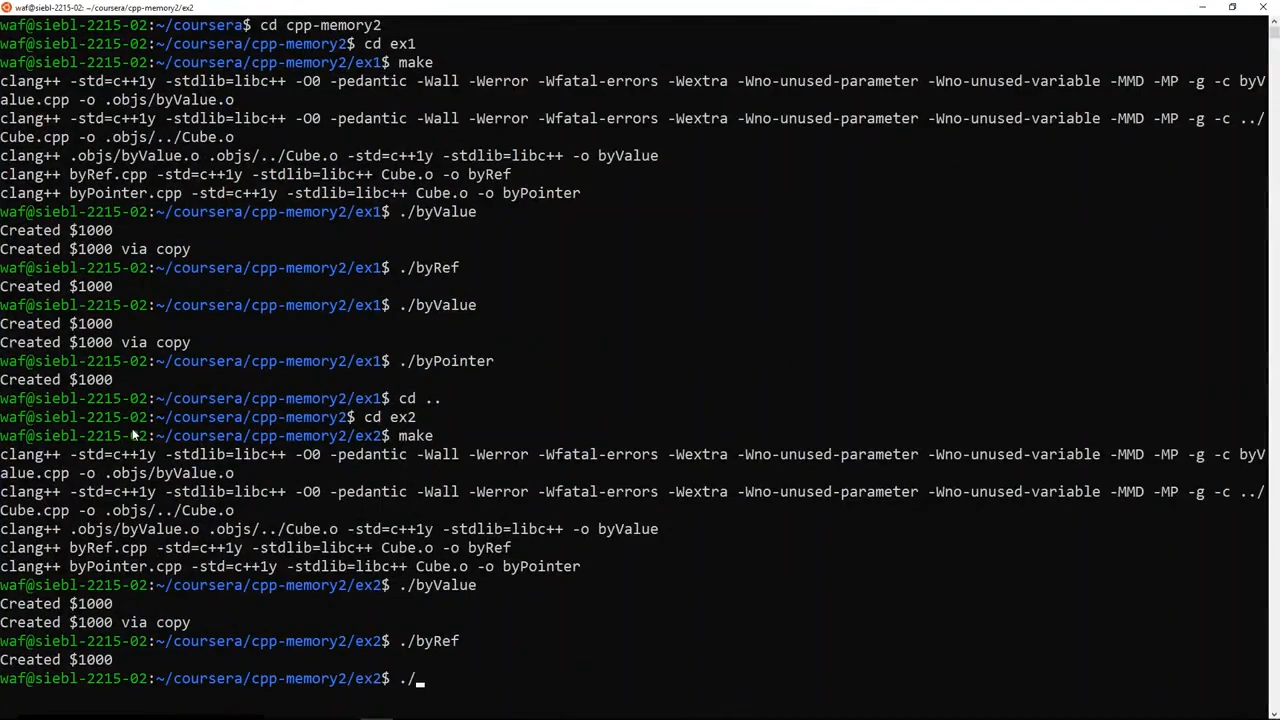 waf@siebl-2215-02: ~/coursera/cpp-memory2/ex2
waf@siebl-2215-02:~/coursera$ cd cpp-memory2
waf@siebl-2215-02:~/coursera/cpp-memory2$ cd ex1
waf@siebl-2215-02:~/coursera/cpp-memory2/ex1$ make
clang++ -std=c++1y -stdlib=libc++ -O0 -pedantic -Wall -Werror -Wfatal-errors -Wextra -Wno-unused-parameter -Wno-unused-variable -MMD -MP -g -c byV
alue.cpp -o .objs/byValue.o
clang++ -std=c++1y -stdlib=libc++ -O0 -pedantic -Wall -Werror -Wfatal-errors -Wextra -Wno-unused-parameter -Wno-unused-variable -MMD -MP -g -c ../
Cube.cpp -o .objs/../Cube.o
clang++ .objs/byValue.o .objs/../Cube.o -std=c++1y -stdlib=libc++ -o byValue
clang++ byRef.cpp -std=c++1y -stdlib=libc++ Cube.o -o byRef
clang++ byPointer.cpp -std=c++1y -stdlib=libc++ Cube.o -o byPointer
waf@siebl-2215-02:~/coursera/cpp-memory2/ex1$ ./byValue
Created $1000
Created $1000 via copy
waf@siebl-2215-02:~/coursera/cpp-memory2/ex1$ ./byRef
Created $1000
waf@siebl-2215-02:~/coursera/cpp-memory2/ex1$ ./byValue
Created $1000
Created $1000 via copy
waf@siebl-2215-02:~/coursera/cpp-memory2/ex1$ ./byPointer
Created $1000
waf@siebl-2215-02:~/coursera/cpp-memory2/ex1$ cd ..
waf@siebl-2215-02:~/coursera/cpp-memory2$ cd ex2
waf@siebl-2215-02:~/coursera/cpp-memory2/ex2$ make
clang++ -std=c++1y -stdlib=libc++ -O0 -pedantic -Wall -Werror -Wfatal-errors -Wextra -Wno-unused-parameter -Wno-unused-variable -MMD -MP -g -c byV
alue.cpp -o .objs/byValue.o
clang++ -std=c++1y -stdlib=libc++ -O0 -pedantic -Wall -Werror -Wfatal-errors -Wextra -Wno-unused-parameter -Wno-unused-variable -MMD -MP -g -c ../
Cube.cpp -o .objs/../Cube.o
clang++ .objs/byValue.o .objs/../Cube.o -std=c++1y -stdlib=libc++ -o byValue
clang++ byRef.cpp -std=c++1y -stdlib=libc++ Cube.o -o byRef
clang++ byPointer.cpp -std=c++1y -stdlib=libc++ Cube.o -o byPointer
waf@siebl-2215-02:~/coursera/cpp-memory2/ex2$ ./byValue
Created $1000
Created $1000 via copy
waf@siebl-2215-02:~/coursera/cpp-memory2/ex2$ ./byRef
Created $1000
waf@siebl-2215-02:~/coursera/cpp-memory2/ex2$ ./